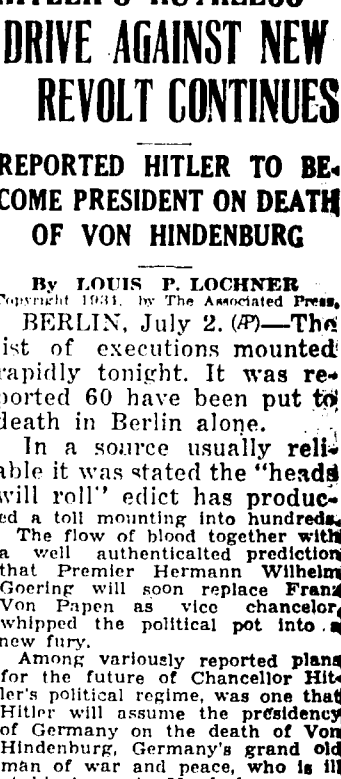 HITLER'S RUTHLESS
DRIVE AGAINST NEW
REVOLT CONTINUES
REPORTED HITLER TO BE-
COME PRESIDENT ON DEATH
OF VON HINDENBURG
By LOUIS P. LOCHNER
Copyright 1934, by The Associated Press.
BERLIN, July 2. (AP)—The
ist of executions mounted
rapidly tonight. It was re-
ported 60 have been put to
death in Berlin alone.
In a source usually reli-
able it was stated the "heads
will roll" edict has produc-
ed a toll mounting into hundreds.
The flow of blood together with
a well authenticalted prediction
that Premier Hermann Wilhelm
Goering will soon replace Franz
Von Papen as vice chancelor,
whipped the political pot into a
new fury.
Among variously reported plans
for the future of Chancellor Hit-
ler's political regime, was one that
Hitler will assume the presidency
of Germany on the death of Von
Hindenburg, Germany's grand old
man of war and peace, who is ill